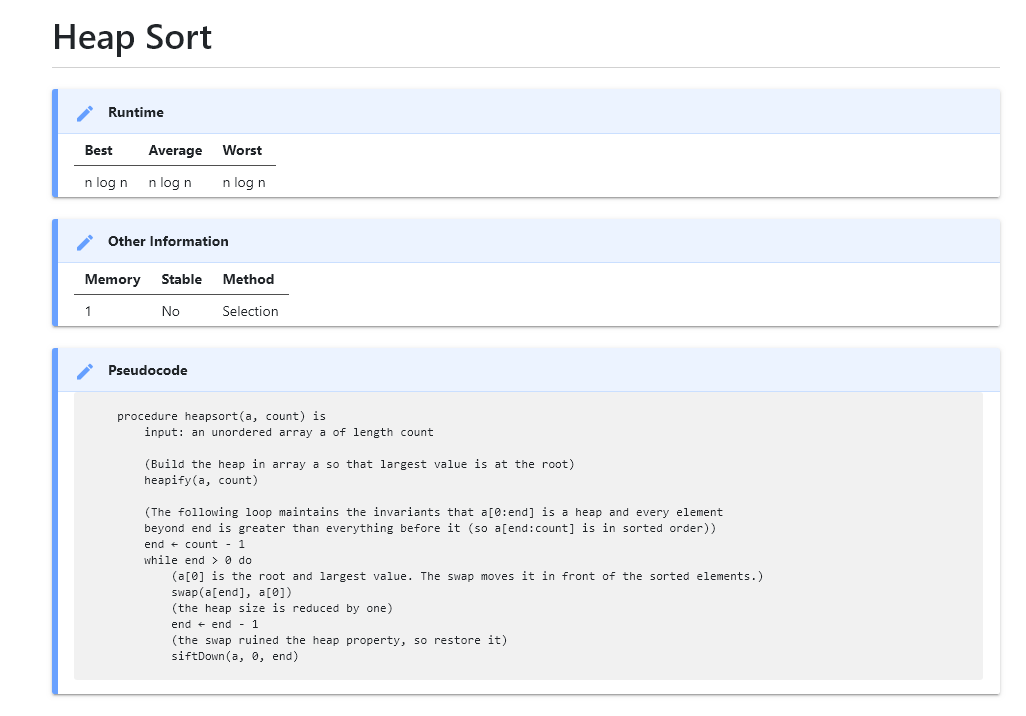 Heap Sort
Runtime
Best Average Worst
n log n n log n n log n
Other Information
Memory Stable Method
1 No Selection
Pseudocode
procedure heapsort(a, count) is
input: an unordered array a of length count
(Build the heap in array a so that largest value is at the root)
heapify(a, count)
(The following loop maintains the invariants that a[0:end] is a heap and every element
beyond end is greater than everything before it (so a[end:count] is in sorted order))
end ← count - 1
while end > 0 do
(a[0] is the root and largest value. The swap moves it in front of the sorted elements.)
swap(a[end], a[0])
(the heap size is reduced by one)
end ← end - 1
(the swap ruined the heap property, so restore it)
siftDown(a, 0, end)